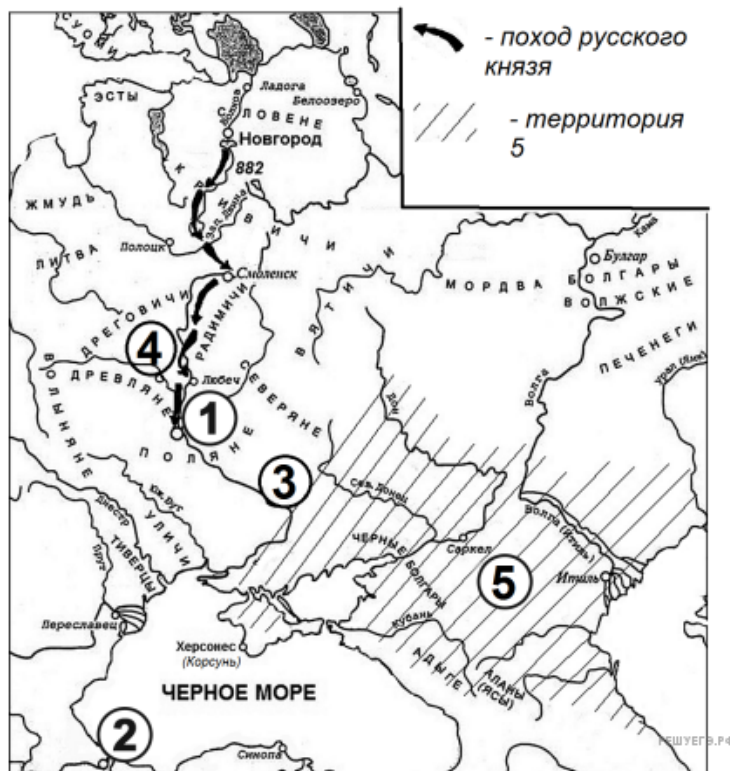 - поход русского
князя
- территория
5
СУОМИ
Ладога
Белоозеро
ЭСТЫ
СЛОВЕНЕ
Волхов
Новгород
882
КРИВИЧИ
Зап. Двина
ЖМУДЬ
ЛИТВА
Полоцк
Смоленск
Кама
Булгар
БОЛГАРЫ
ВОЛЖСКИЕ
МОРДВА
ВЯТИЧИ
ПЕЧЕНЕГИ
Урал (Яик)
Волга
ДРЕГОВИЧИ
РАДИМИЧИ
4
ДРЕВЛЯНЕ
Любеч
СЕВЕРЯНЕ
ВОЛЫНЯНЕ
1
ПОЛЯНЕ
Дон
3
Сев. Донец
Волга (Итиль)
Юж. Буг
УЛИЧИ
Днестр
ТИВЕРЦЫ
Прут
ЧЕРНЫЕ БОЛГАРЫ
Саркел
5
Итиль
Переславец
Кубань
Херсонес
(Корсунь)
АДЫГЕ
АЛАНЫ
(ЯСЫ)
ЧЕРНОЕ МОРЕ
2
Синопа
РЕШУЕГЭ.РФ